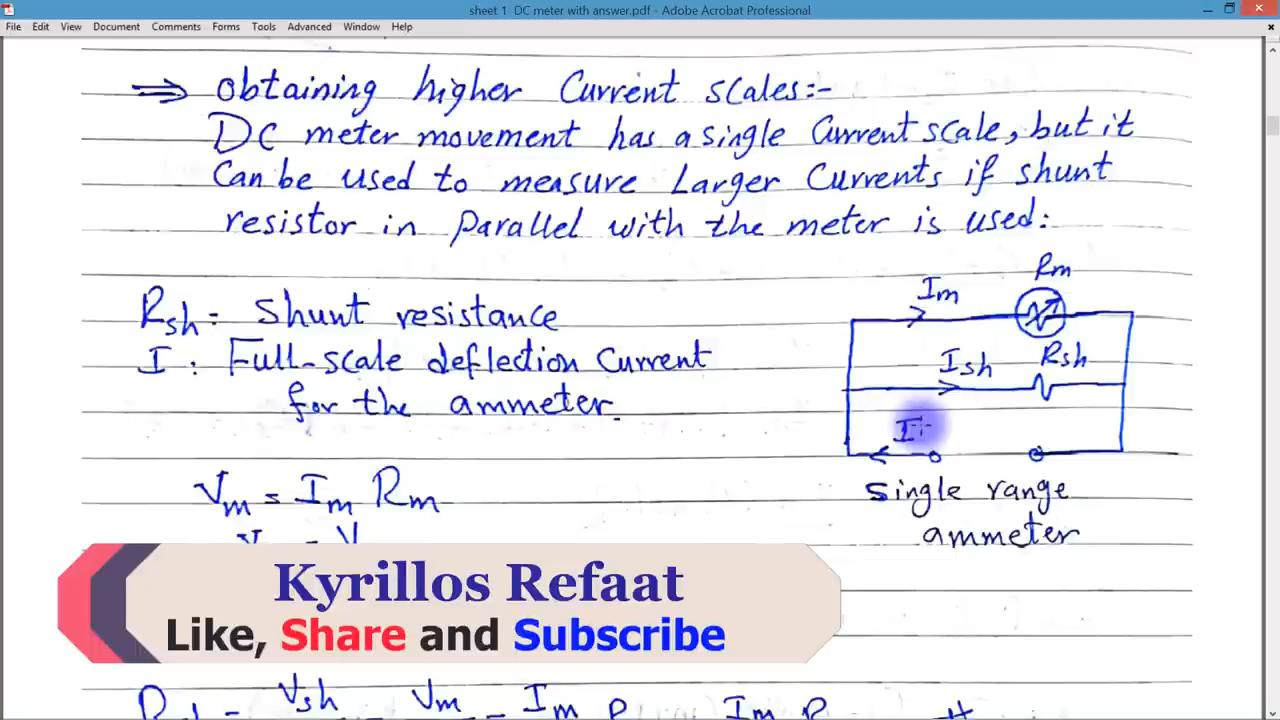 sheet 1 DC meter with answer.pdf - Adobe Acrobat Professional
File Edit View Document Comments Forms Tools Advanced Window Help
⇒ obtaining higher Current scales:-
DC meter movement has a single Current scale, but it
Can be used to measure Larger Currents if shunt
resistor in parallel with the meter is used:
Rsh = Shunt resistance
I : Full-scale deflection Current
for the ammeter.
Rm
Im
Ish Rsh
I
single range
ammeter
Vm = Im Rm
Kyrillos Refaat
Like, Share and Subscribe
Vsh Vm Im